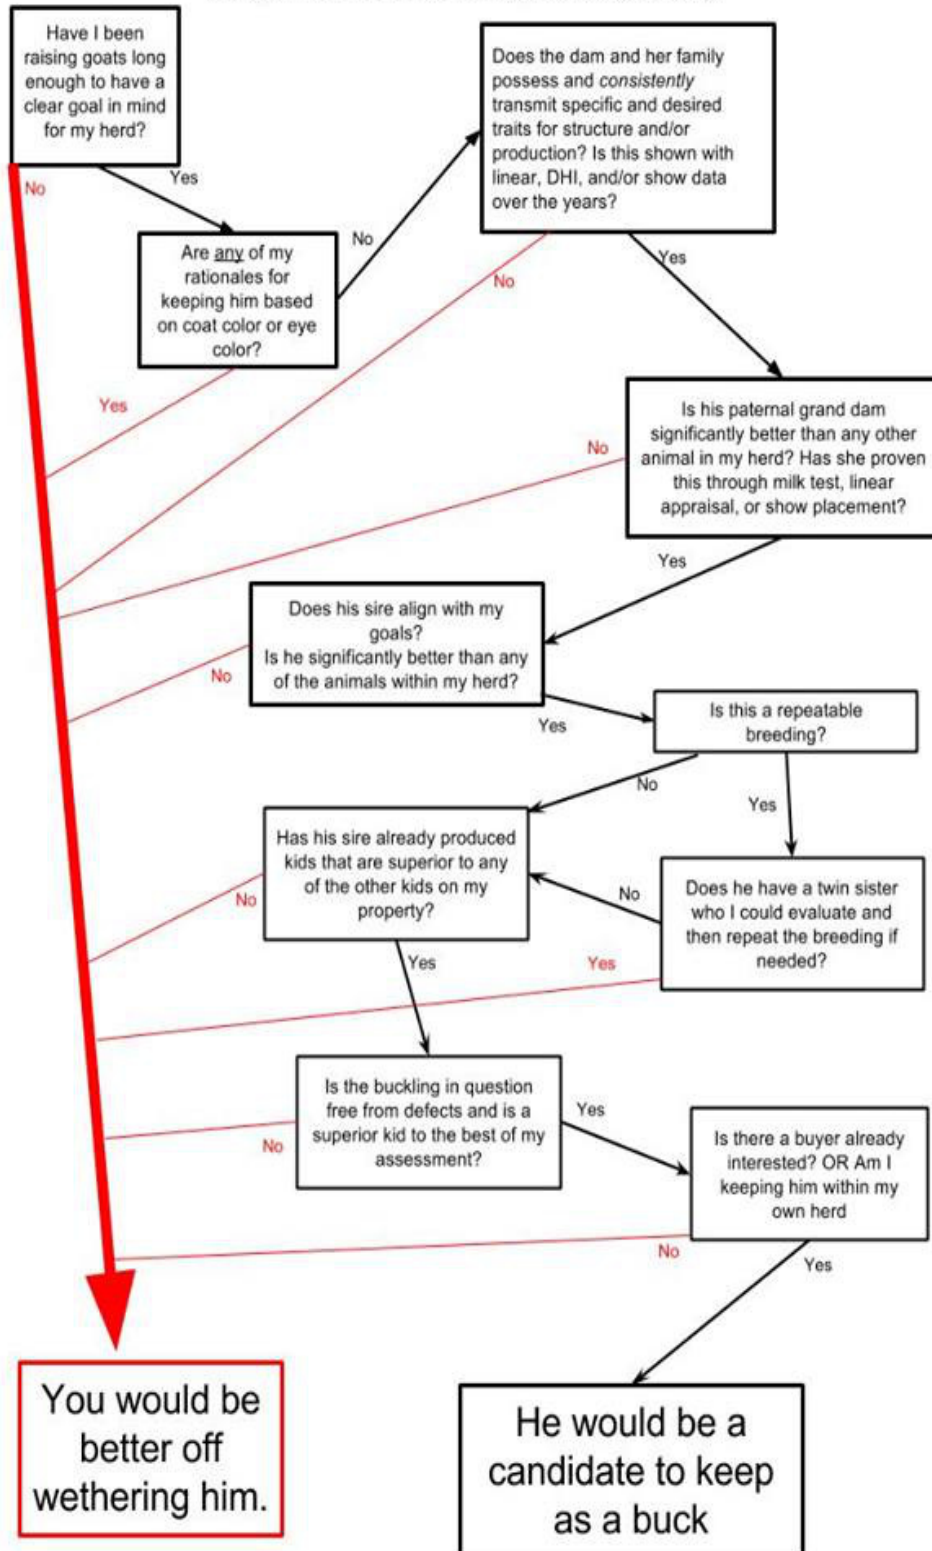 Have I been
raising goats long
enough to have a
clear goal in mind
for my herd?
Does the dam and her family
possess and consistently
transmit specific and desired
traits for structure and/or
production? Is this shown with
linear, DHI, and/or show data
over the years?
No
Yes
Are any of my
rationales for
keeping him based
on coat color or eye
color?
No
Yes
No
Yes
Is his paternal grand dam
significantly better than any other
animal in my herd? Has she proven
this through milk test, linear
appraisal, or show placement?
No
Yes
Does his sire align with my
goals?
Is he significantly better than any
of the animals within my herd?
No
Yes
Is this a repeatable
breeding?
No
Yes
Has his sire already produced
kids that are superior to any
of the other kids on my
property?
No
Yes
Does he have a twin sister
who I could evaluate and
then repeat the breeding if
needed?
No
Yes
Is the buckling in question
free from defects and is a
superior kid to the best of my
assessment?
No
Yes
Is there a buyer already
interested? OR Am I
keeping him within my
own herd
No
Yes
You would be
better off
wethering him.
He would be a
candidate to keep
as a buck